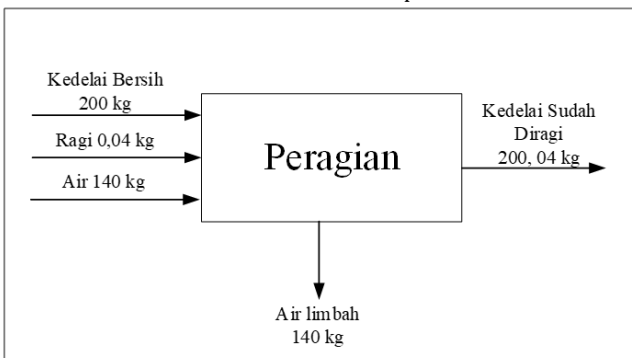 Kedelai Bersih
200 kg
Ragi 0,04 kg
Air 140 kg
Peragian
Kedelai Sudah
Diragi
200, 04 kg
Air limbah
140 kg